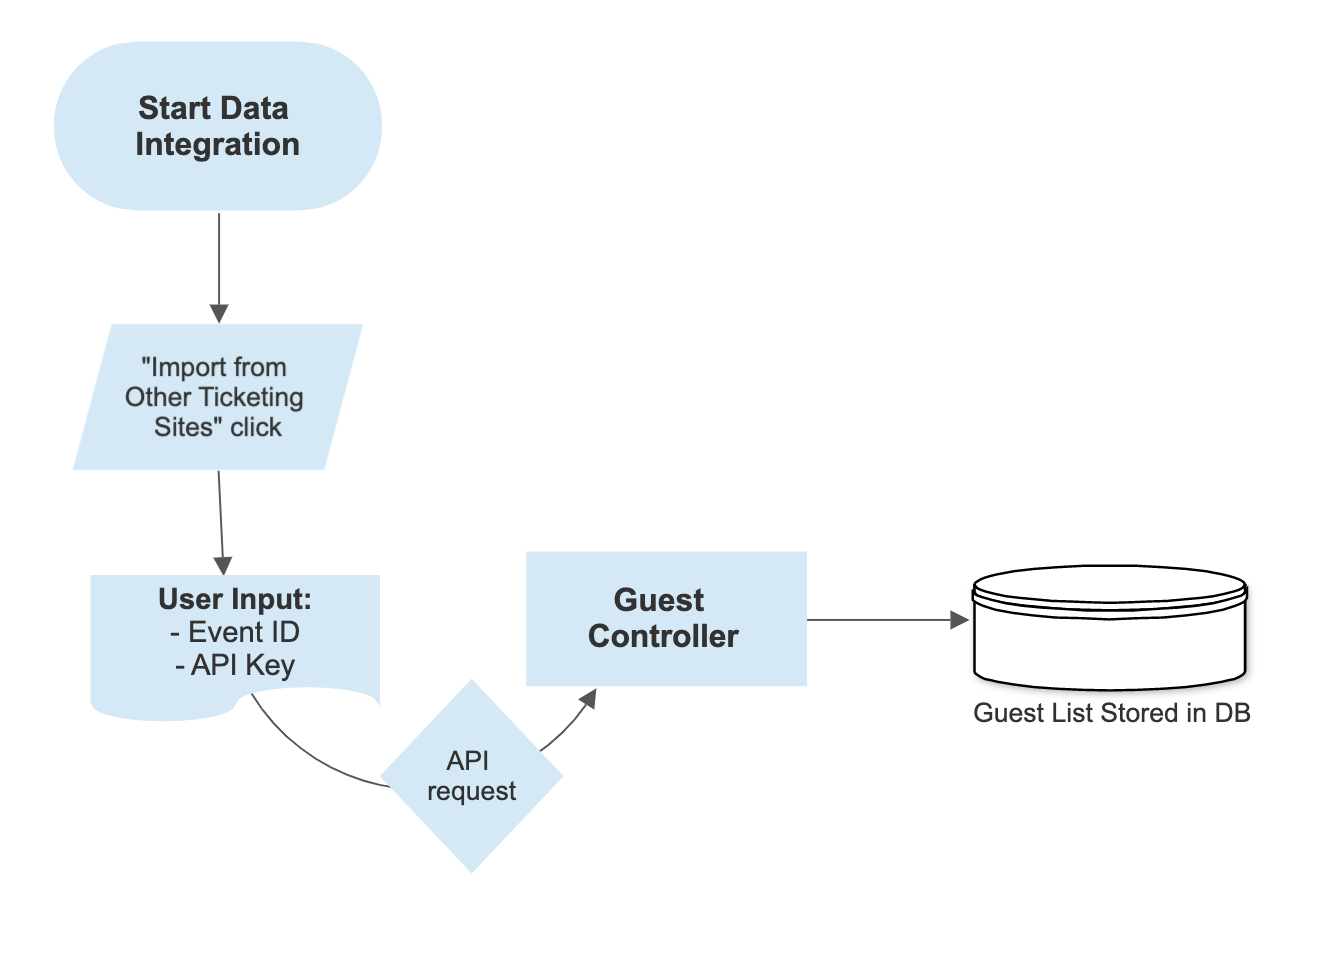 Start Data
Integration
"Import from
Other Ticketing
Sites" click
User Input:
- Event ID
- API Key
API
request
Guest
Controller
Guest List Stored in DB